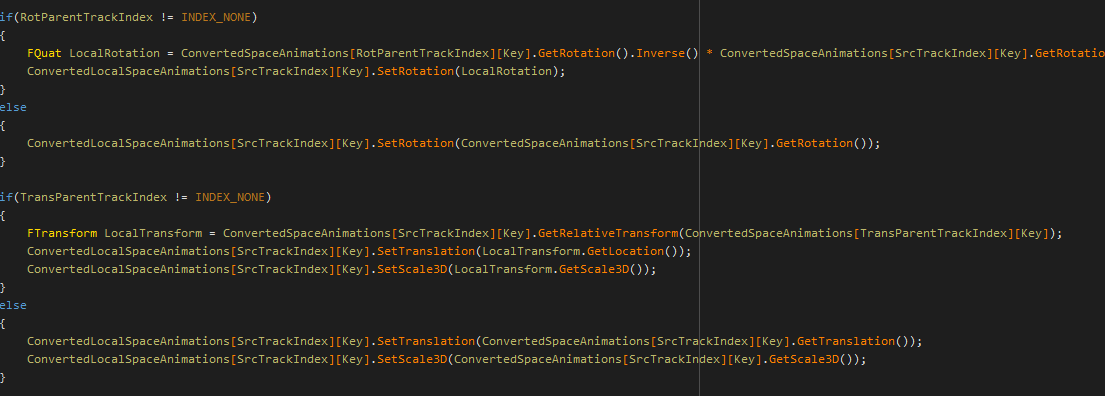 if(RotParentTrackIndex != INDEX_NONE)
{
FQuat LocalRotation = ConvertedSpaceAnimations[RotParentTrackIndex][Key].GetRotation().Inverse() * ConvertedSpaceAnimations[SrcTrackIndex][Key].GetRotatio
ConvertedLocalSpaceAnimations[SrcTrackIndex][Key].SetRotation(LocalRotation);
}
else
{
ConvertedLocalSpaceAnimations[SrcTrackIndex][Key].SetRotation(ConvertedSpaceAnimations[SrcTrackIndex][Key].GetRotation());
}
if(TransParentTrackIndex != INDEX_NONE)
{
FTransform LocalTransform = ConvertedSpaceAnimations[SrcTrackIndex][Key].GetRelativeTransform(ConvertedSpaceAnimations[TransParentTrackIndex][Key]);
ConvertedLocalSpaceAnimations[SrcTrackIndex][Key].SetTranslation(LocalTransform.GetLocation());
ConvertedLocalSpaceAnimations[SrcTrackIndex][Key].SetScale3D(LocalTransform.GetScale3D());
}
else
{
ConvertedLocalSpaceAnimations[SrcTrackIndex][Key].SetTranslation(ConvertedSpaceAnimations[SrcTrackIndex][Key].GetTranslation());
ConvertedLocalSpaceAnimations[SrcTrackIndex][Key].SetScale3D(ConvertedSpaceAnimations[SrcTrackIndex][Key].GetScale3D());
}